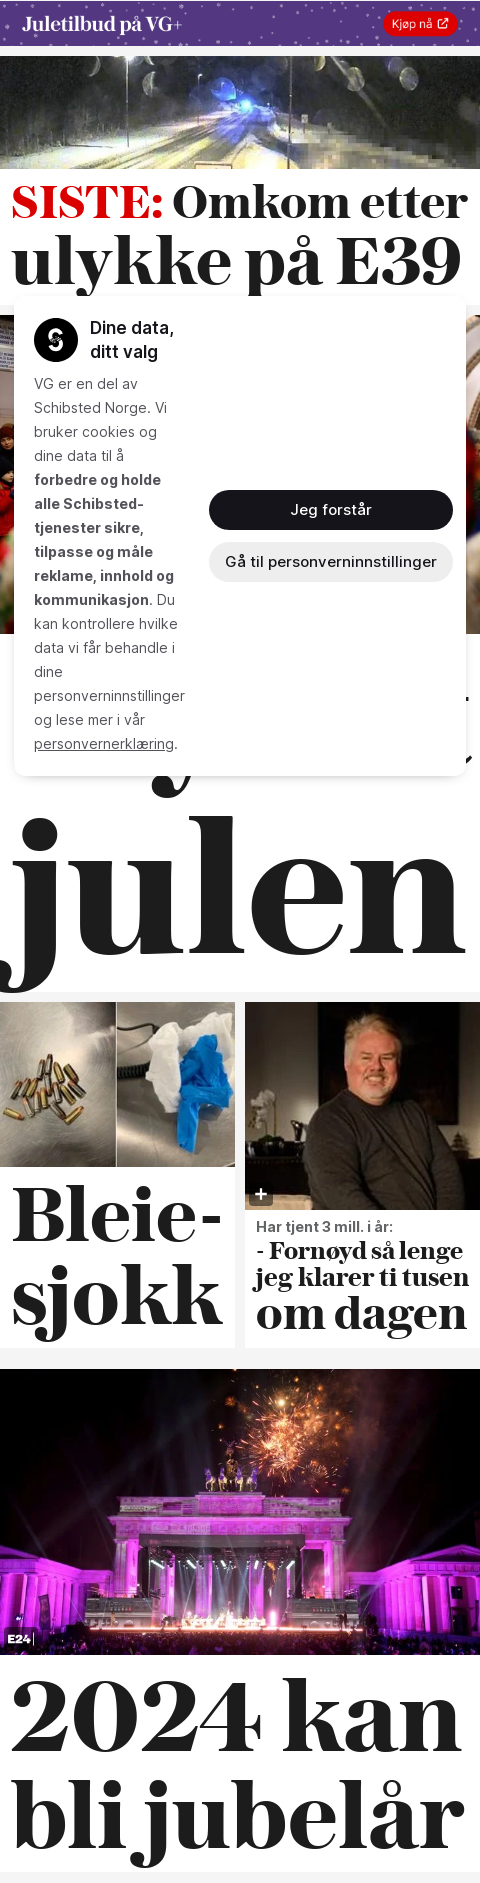 Juletilbud på VG+
Kjøp nå
SISTE: Omkom etter
ulykke på E39
Dine data,
ditt valg
VG er en del av
Schibsted Norge. Vi
bruker cookies og
dine data til å
forbedre og holde
alle Schibsted-
tjenester sikre,
tilpasse og måle
reklame, innhold og
kommunikasjon. Du
kan kontrollere hvilke
data vi får behandle i
dine
personverninnstillinger
og lese mer i vår
personvernerklæring.
Jeg forstår
Gå til personverninnstillinger
julen
Bleie-
sjokk
Har tjent 3 mill. i år:
- Fornøyd så lenge
jeg klarer ti tusen
om dagen
E24
2024 kan
bli jubelår